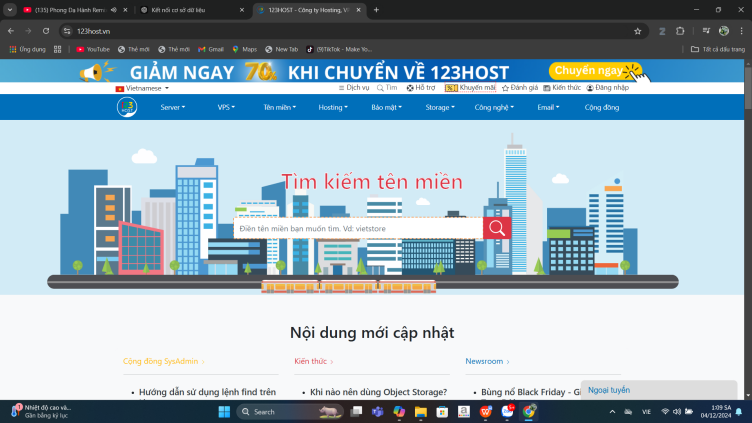 (135) Phong Dạ Hành Remix
Kết nối cơ sở dữ liệu
123HOST - Công ty Hosting, V
123host.vn
Ứng dụng
YouTube
Thẻ mới
Thẻ mới
Gmail
Maps
New Tab
(9)TikTok - Make Yo...
Tất cả dấu trang
GIẢM NGAY 70% KHI CHUYỂN VỀ 123HOST
Chuyển ngay
Vietnamese
Dịch vụ
Tìm
Hỗ trợ
Khuyến mãi
Đánh giá
Kiến thức
Đăng nhập
123 HOST
Server
VPS
Tên miền
Hosting
Bảo mật
Storage
Công nghệ
Email
Cộng đồng
Tìm kiếm tên miền
Điền tên miền bạn muốn tìm. Vd: vietstore
Nội dung mới cập nhật
Cộng đồng SysAdmin
Kiến thức
Newsroom
Hướng dẫn sử dụng lệnh find trên
Khi nào nên dùng Object Storage?
Bùng nổ Black Friday - Gi
Ngoại tuyến
Nhiệt độ cao và...
Gần bằng kỷ lục
Search
VIE
1:09 SA
04/12/2024